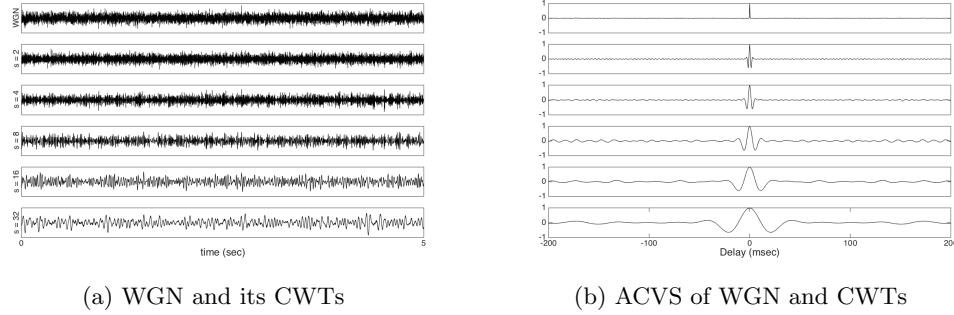 WGN
s = 2
s = 4
s = 8
s = 16
s = 32
0
5
time (sec)
(a) WGN and its CWTs
1
0
-1
1
0
-1
1
0
-1
1
0
-1
1
0
-1
1
0
-1
-200
-100
0
100
200
Delay (msec)
(b) ACVS of WGN and CWTs